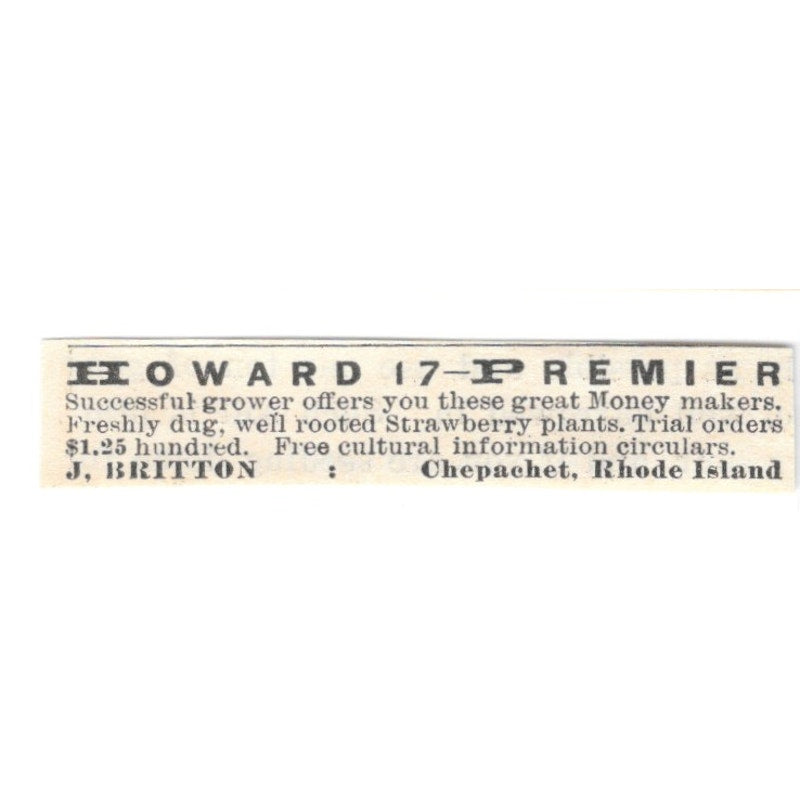 HOWARD 17–PREMIER
Successful grower offers you these great Money makers.
Freshly dug, well rooted Strawberry plants. Trial orders
$1.25 hundred. Free cultural information circulars.
J. BRITTON : Chepachet, Rhode Island